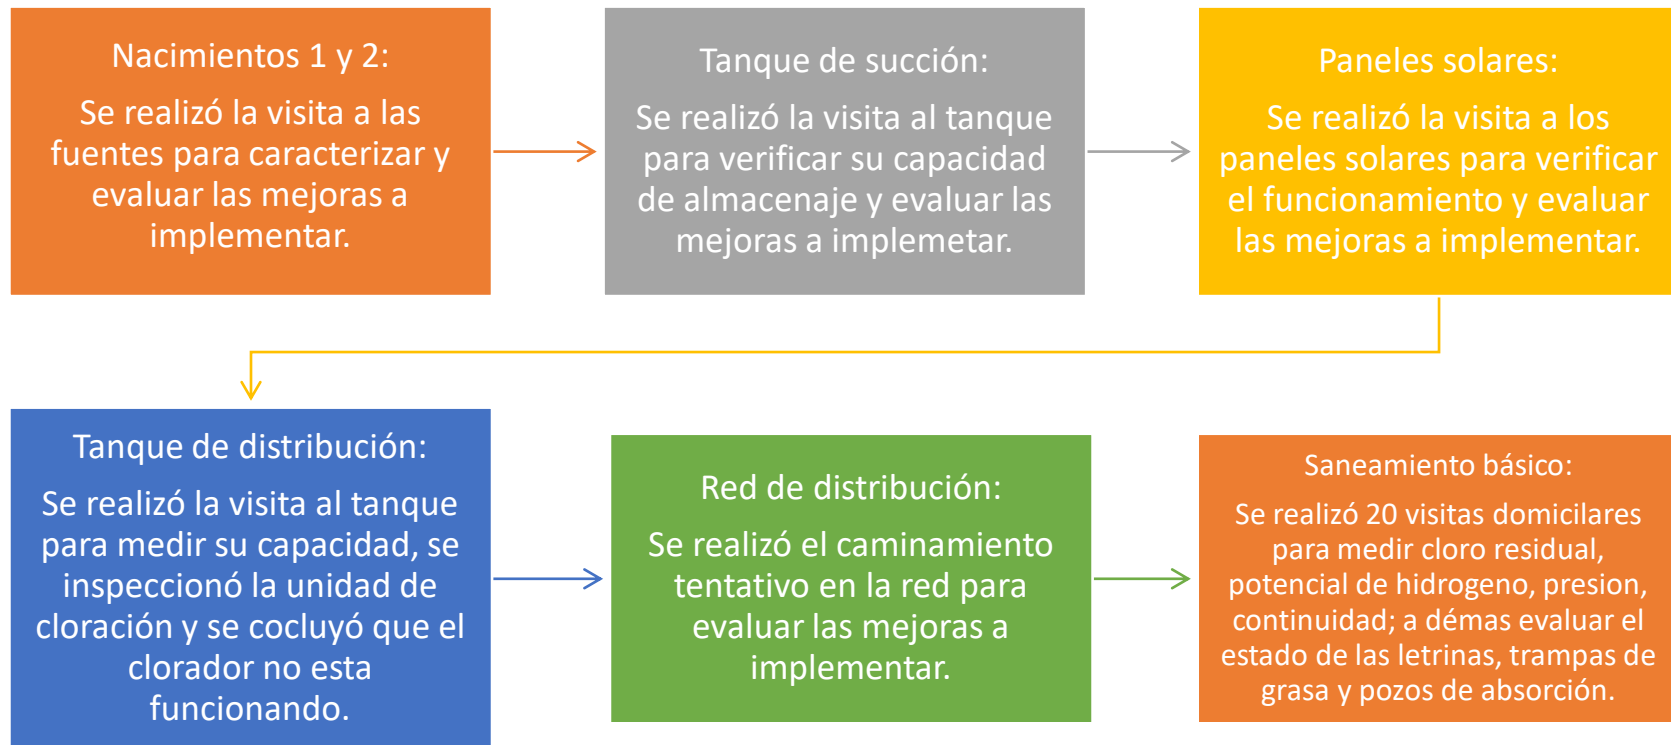 Nacimientos 1 y 2:
Se realizó la visita a las
fuentes para caracterizar y
evaluar las mejoras a
implementar.
Tanque de succión:
Se realizó la visita al tanque
para verificar su capacidad
de almacenaje y evaluar las
mejoras a implemetar.
Paneles solares:
Se realizó la visita a los
paneles solares para verificar
el funcionamiento y evaluar
las mejoras a implementar.
Tanque de distribución:
Se realizó la visita al tanque
para medir su capacidad, se
inspeccionó la unidad de
cloración y se cocluyó que el
clorador no esta
funcionando.
Red de distribución:
Se realizó el caminamiento
tentativo en la red para
evaluar las mejoras a
implementar.
Saneamiento básico:
Se realizó 20 visitas domicilares
para medir cloro residual,
potencial de hidrogeno, presion,
continuidad; a démas evaluar el
estado de las letrinas, trampas de
grasa y pozos de absorción.